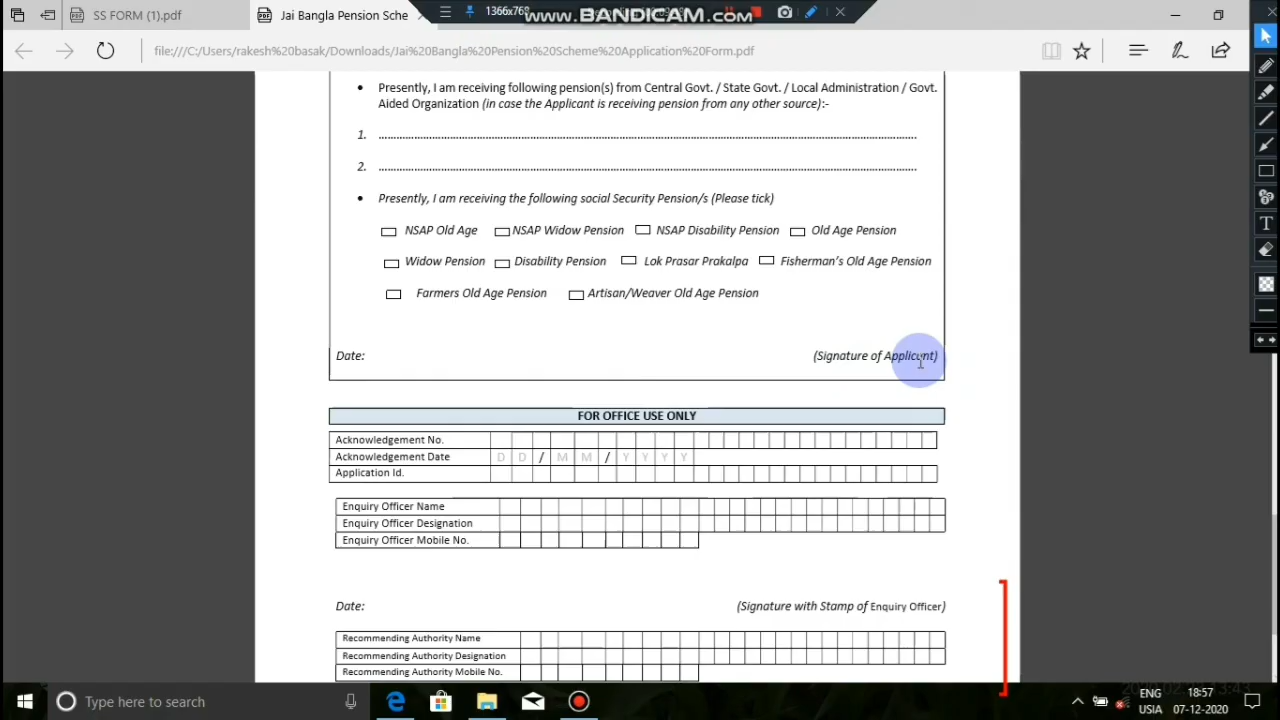 SS FORM (1).pdf
Jai Bangla Pension Sche
1366x768
www.BANDICAM.com
file:///C:/Users/rakesh%20basak/Downloads/Jai%20Bangla%20Pension%20Scheme%20Application%20Form.pdf
• Presently, I am receiving following pension(s) from Central Govt. / State Govt. / Local Administration / Govt.
Aided Organization (in case the Applicant is receiving pension from any other source):-
1. ........................................................................
2. ........................................................................
• Presently, I am receiving the following social Security Pension/s (Please tick)
NSAP Old Age NSAP Widow Pension NSAP Disability Pension Old Age Pension
Widow Pension Disability Pension Lok Prasar Prakalpa Fisherman's Old Age Pension
Farmers Old Age Pension Artisan/Weaver Old Age Pension
Date: (Signature of Applicant)
FOR OFFICE USE ONLY
Acknowledgement No.
Acknowledgement Date D D / M M / Y Y Y Y
Application Id.
Enquiry Officer Name
Enquiry Officer Designation
Enquiry Officer Mobile No.
Date: (Signature with Stamp of Enquiry Officer)
Recommending Authority Name
Recommending Authority Designation
Recommending Authority Mobile No.
Type here to search
ENG 18:57
USIA 07-12-2020